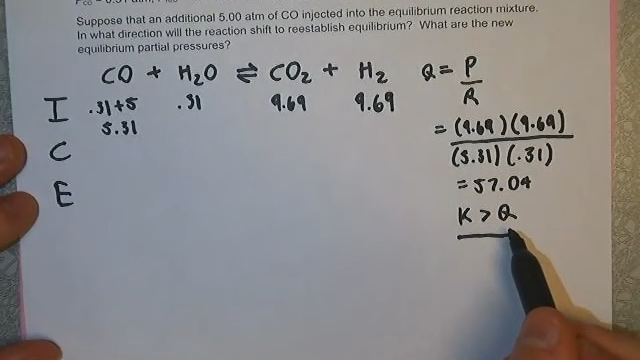 Suppose that an additional 5.00 atm of CO injected into the equilibrium reaction mixture.
In what direction will the reaction shift to reestablish equilibrium? What are the new
equilibrium partial pressures?
CO + H₂O ⇌ CO₂ + H₂
Q = P/R
I .31+5 .31 9.69 9.69
5.31
= (9.69)(9.69)
(5.31)(.31)
C
= 57.04
E
K > Q